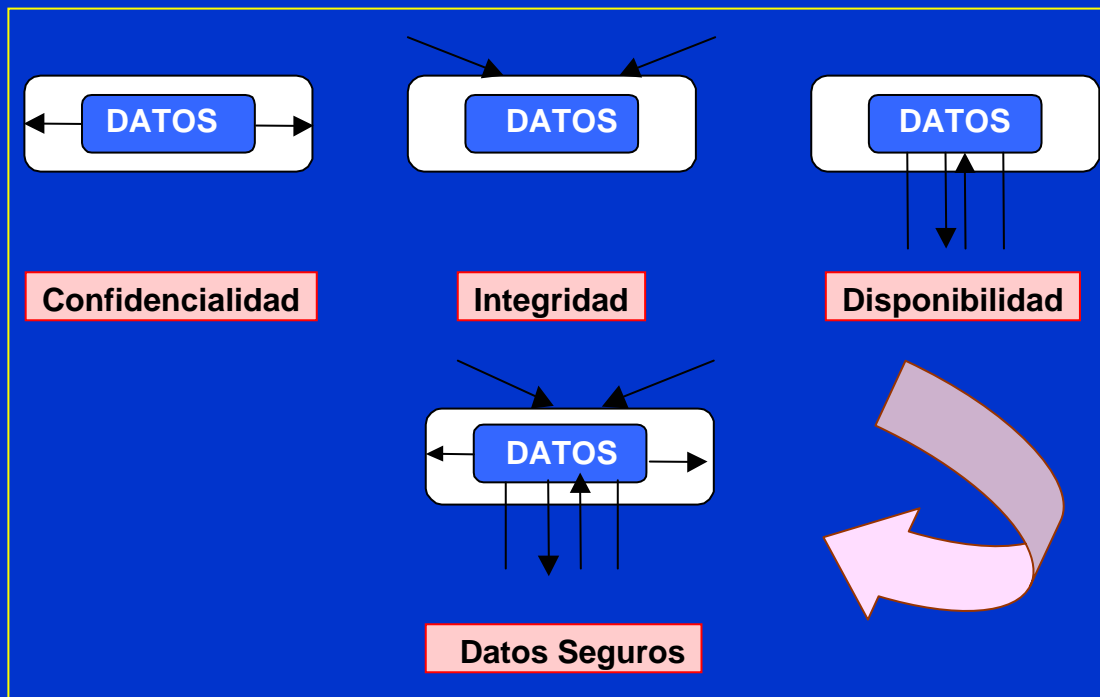 DATOS
DATOS
DATOS
Confidencialidad
Integridad
Disponibilidad
DATOS
Datos Seguros